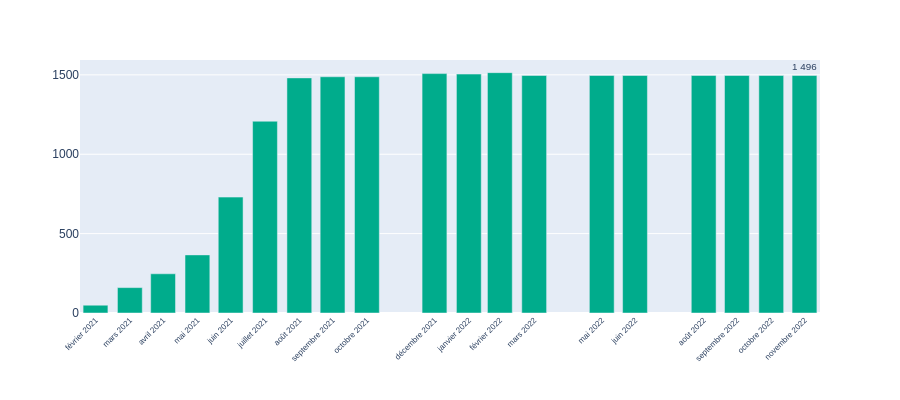 1 496
1500
1000
500
0
février 2021
mars 2021
avril 2021
mai 2021
juin 2021
juillet 2021
août 2021
septembre 2021
octobre 2021
décembre 2021
janvier 2022
février 2022
mars 2022
mai 2022
juin 2022
août 2022
septembre 2022
octobre 2022
novembre 2022